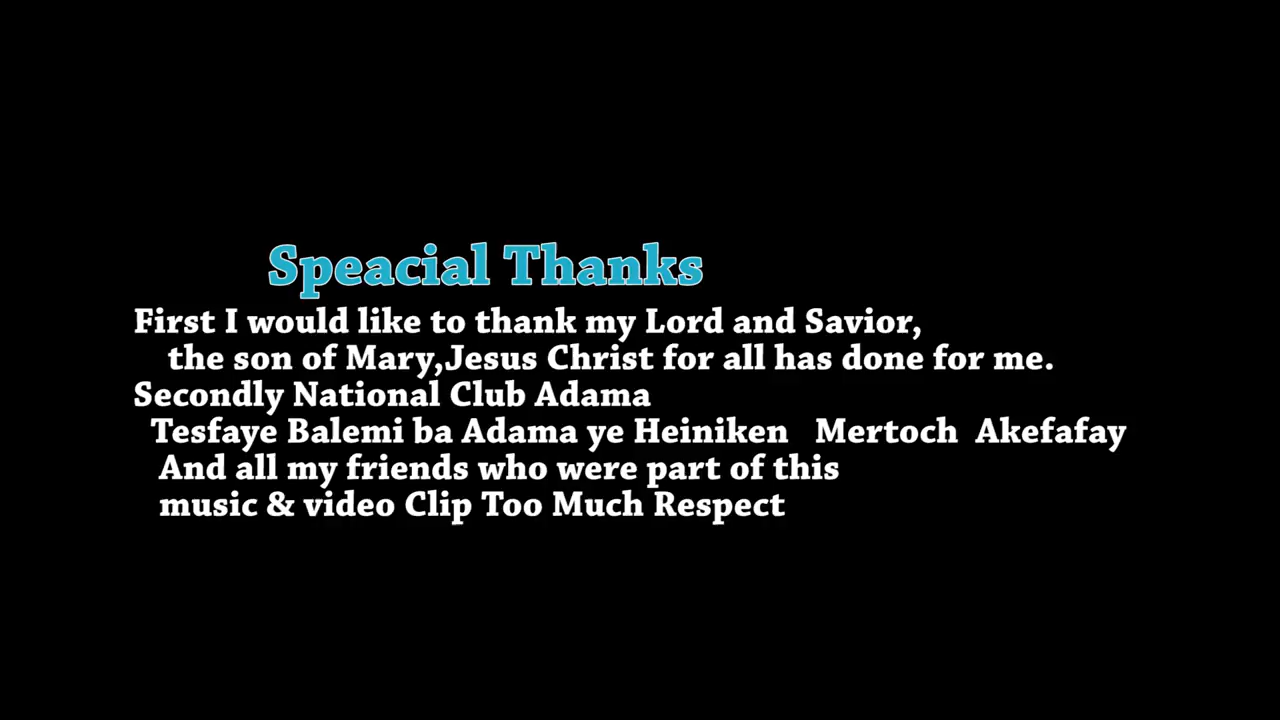 Speacial Thanks
First I would like to thank my Lord and Savior,
the son of Mary,Jesus Christ for all has done for me.
Secondly National Club Adama
Tesfaye Balemi ba Adama ye Heiniken Mertoch Akefafay
And all my friends who were part of this
music & video Clip Too Much Respect